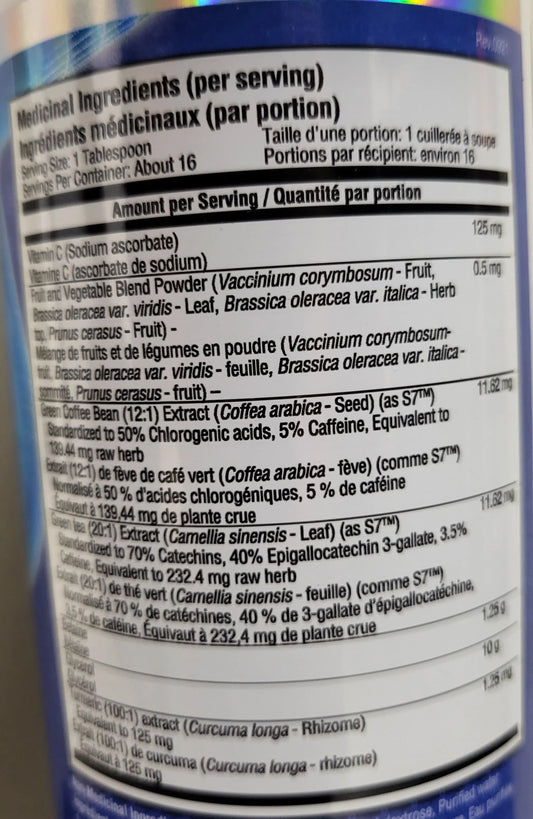 Rev.0921
Medicinal Ingredients (per serving)
Ingrédients médicinaux (par portion)
Serving Size: 1 Tablespoon
Servings Per Container: About 16
Taille d'une portion: 1 cuillerée à soupe
Portions par récipient: environ 16
Amount per Serving / Quantité par portion
Vitamin C (Sodium ascorbate) 125 mg
Vitamine C (ascorbate de sodium)
Fruit and Vegetable Blend Powder (Vaccinium corymbosum - Fruit, 0.5 mg
Brassica oleracea var. viridis - Leaf, Brassica oleracea var. italica - Herb
top, Prunus cerasus - Fruit) -
Mélange de fruits et de légumes en poudre (Vaccinium corymbosum-
fruit, Brassica oleracea var. viridis - feuille, Brassica oleracea var. italica -
sommité, Prunus cerasus - fruit) –
Green Coffee Bean (12:1) Extract (Coffea arabica - Seed) (as S7™) 11.62 mg
Standardized to 50% Chlorogenic acids, 5% Caffeine, Equivalent to
139.44 mg raw herb
Extrait (12:1) de fève de café vert (Coffea arabica - fève) (comme S7™)
Normalisé à 50 % d'acides chlorogéniques, 5 % de caféine
Équivaut à 139,44 mg de plante crue
Green tea (20:1) Extract (Camellia sinensis - Leaf) (as S7™) 11.62 mg
Standardized to 70% Catechins, 40% Epigallocatechin 3-gallate, 3.5%
Caffeine, Equivalent to 232.4 mg raw herb
Extrait (20:1) de thé vert (Camellia sinensis - feuille) (comme S7™)
Normalisé à 70 % de catéchines, 40 % de 3-gallate d'épigallocatéchine,
3,5 % de caféine, Équivaut à 232,4 mg de plante crue
1.25 g
Glycerol 10 g
Glycérol
(100:1) extract (Curcuma longa - Rhizome) 1.25 mg
Equivalent to 125 mg
Extrait (100:1) de curcuma (Curcuma longa - rhizome)
Équivaut à 125 mg
Non Medicinal
dextrose, Purified water
Eau